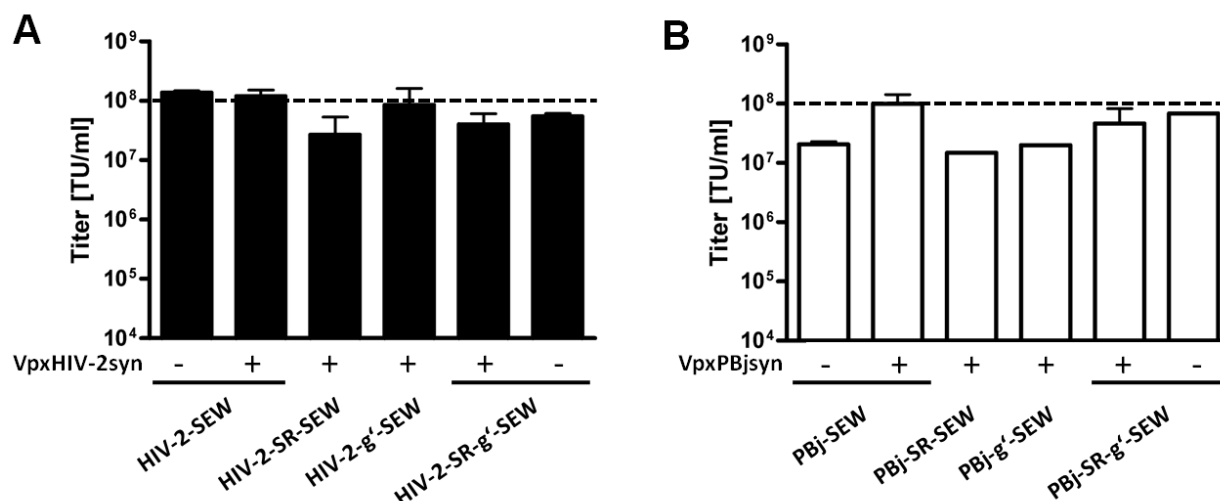 A
Titer [TU/ml]
10⁹
10⁸
10⁷
10⁶
10⁵
10⁴
VpxHIV-2syn - + + + + -
HIV-2-SEW
HIV-2-SR-SEW
HIV-2-g‘-SEW
HIV-2-SR-g‘-SEW
B
Titer [TU/ml]
10⁹
10⁸
10⁷
10⁶
10⁵
10⁴
VpxPBjsyn - + + + + -
PBj-SEW
PBj-SR-SEW
PBj-g‘-SEW
PBj-SR-g‘-SEW